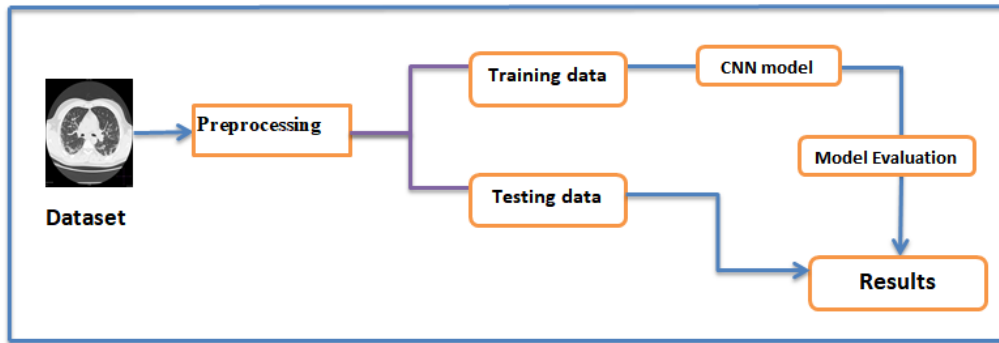 Dataset
Preprocessing
Training data
Testing data
CNN model
Model Evaluation
Results